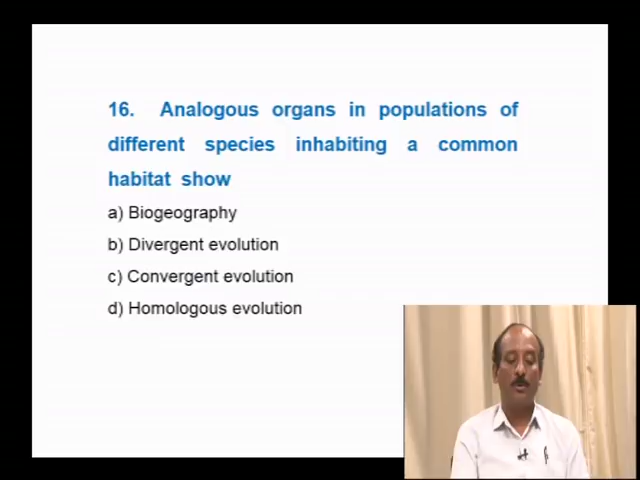 16. Analogous organs in populations of
different species inhabiting a common
habitat show
a) Biogeography
b) Divergent evolution
c) Convergent evolution
d) Homologous evolution